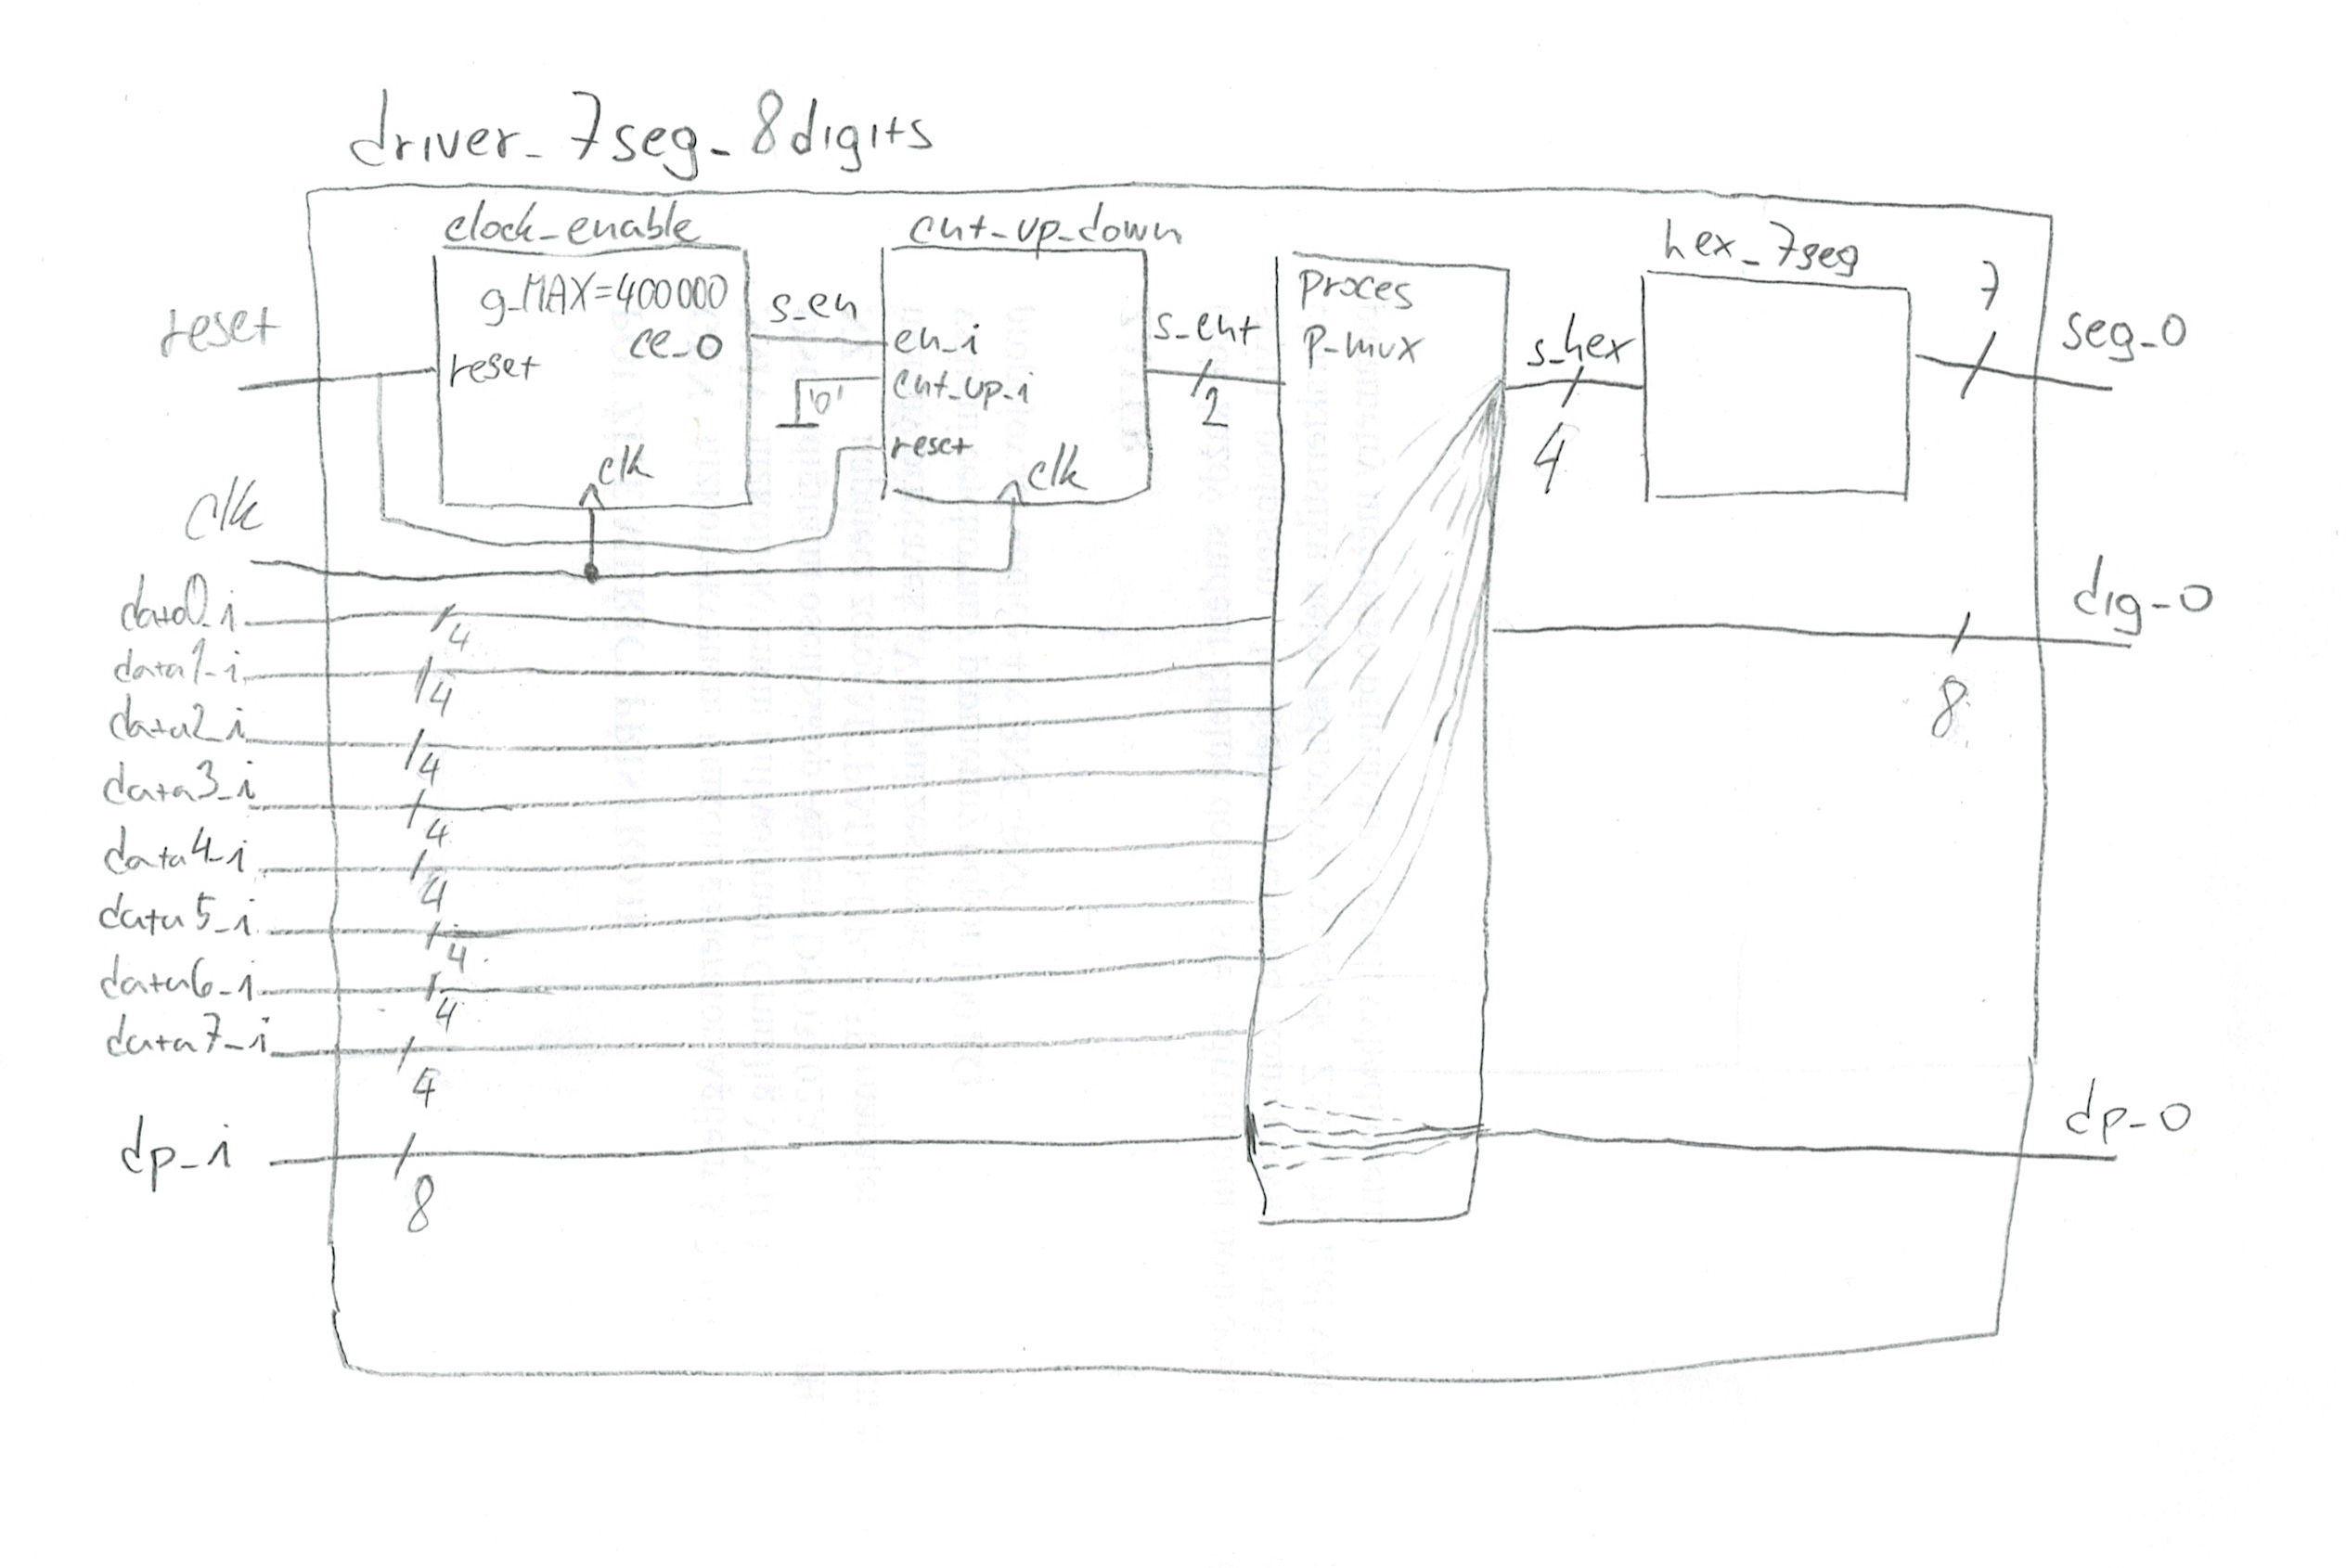 driver_7seg_8digits
clock_enable
g_MAX=400000
ce_o
reset
clk
s_en
cnt_up_down
en_i
cnt_up_i
'0'
reset
clk
s_cnt
2
proces
p_mux
s_hex
4
hex_7seg
7
seg_o
reset
clk
data0_i
4
data1_i
4
data2_i
4
data3_i
4
data4_i
4
data5_i
4
data6_i
4
data7_i
4
dp_i
8
dig_o
8
dp_o